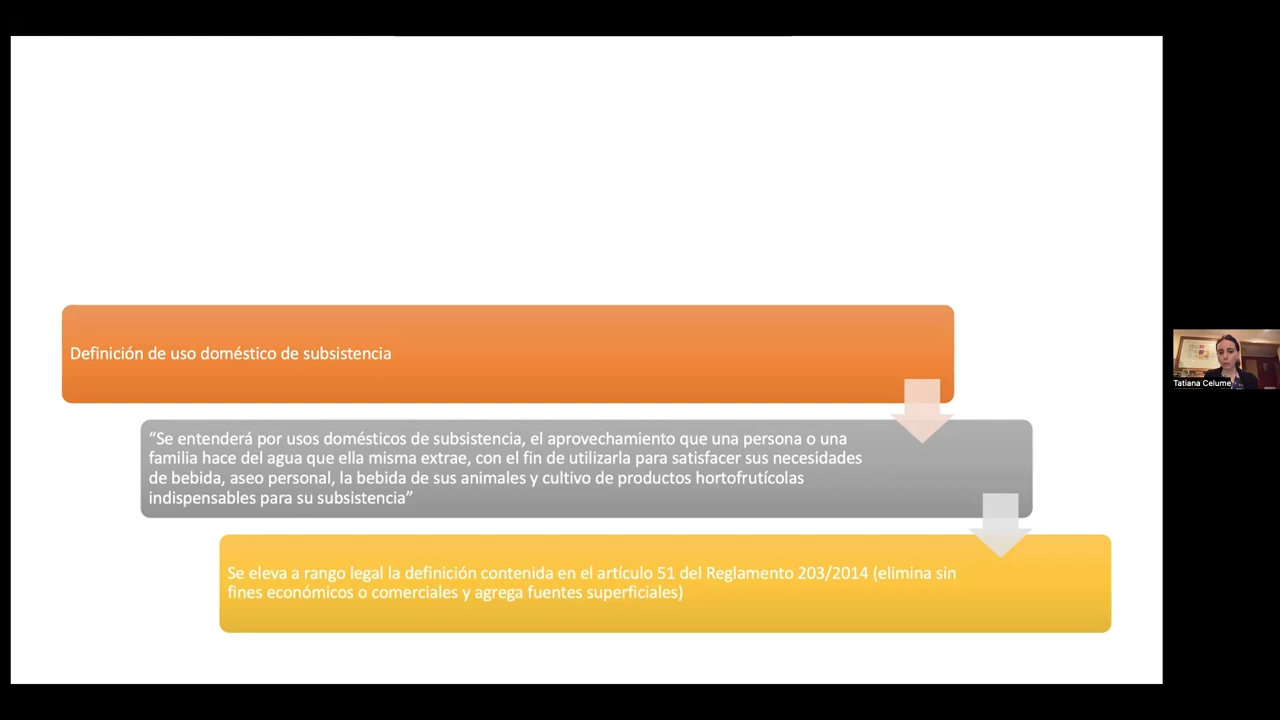 Definición de uso doméstico de subsistencia
“Se entenderá por usos domésticos de subsistencia, el aprovechamiento que una persona o una
familia hace del agua que ella misma extrae, con el fin de utilizarla para satisfacer sus necesidades
de bebida, aseo personal, la bebida de sus animales y cultivo de productos hortofrutícolas
indispensables para su subsistencia”
Se eleva a rango legal la definición contenida en el artículo 51 del Reglamento 203/2014 (elimina sin
fines económicos o comerciales y agrega fuentes superficiales)
Tatiana Celume